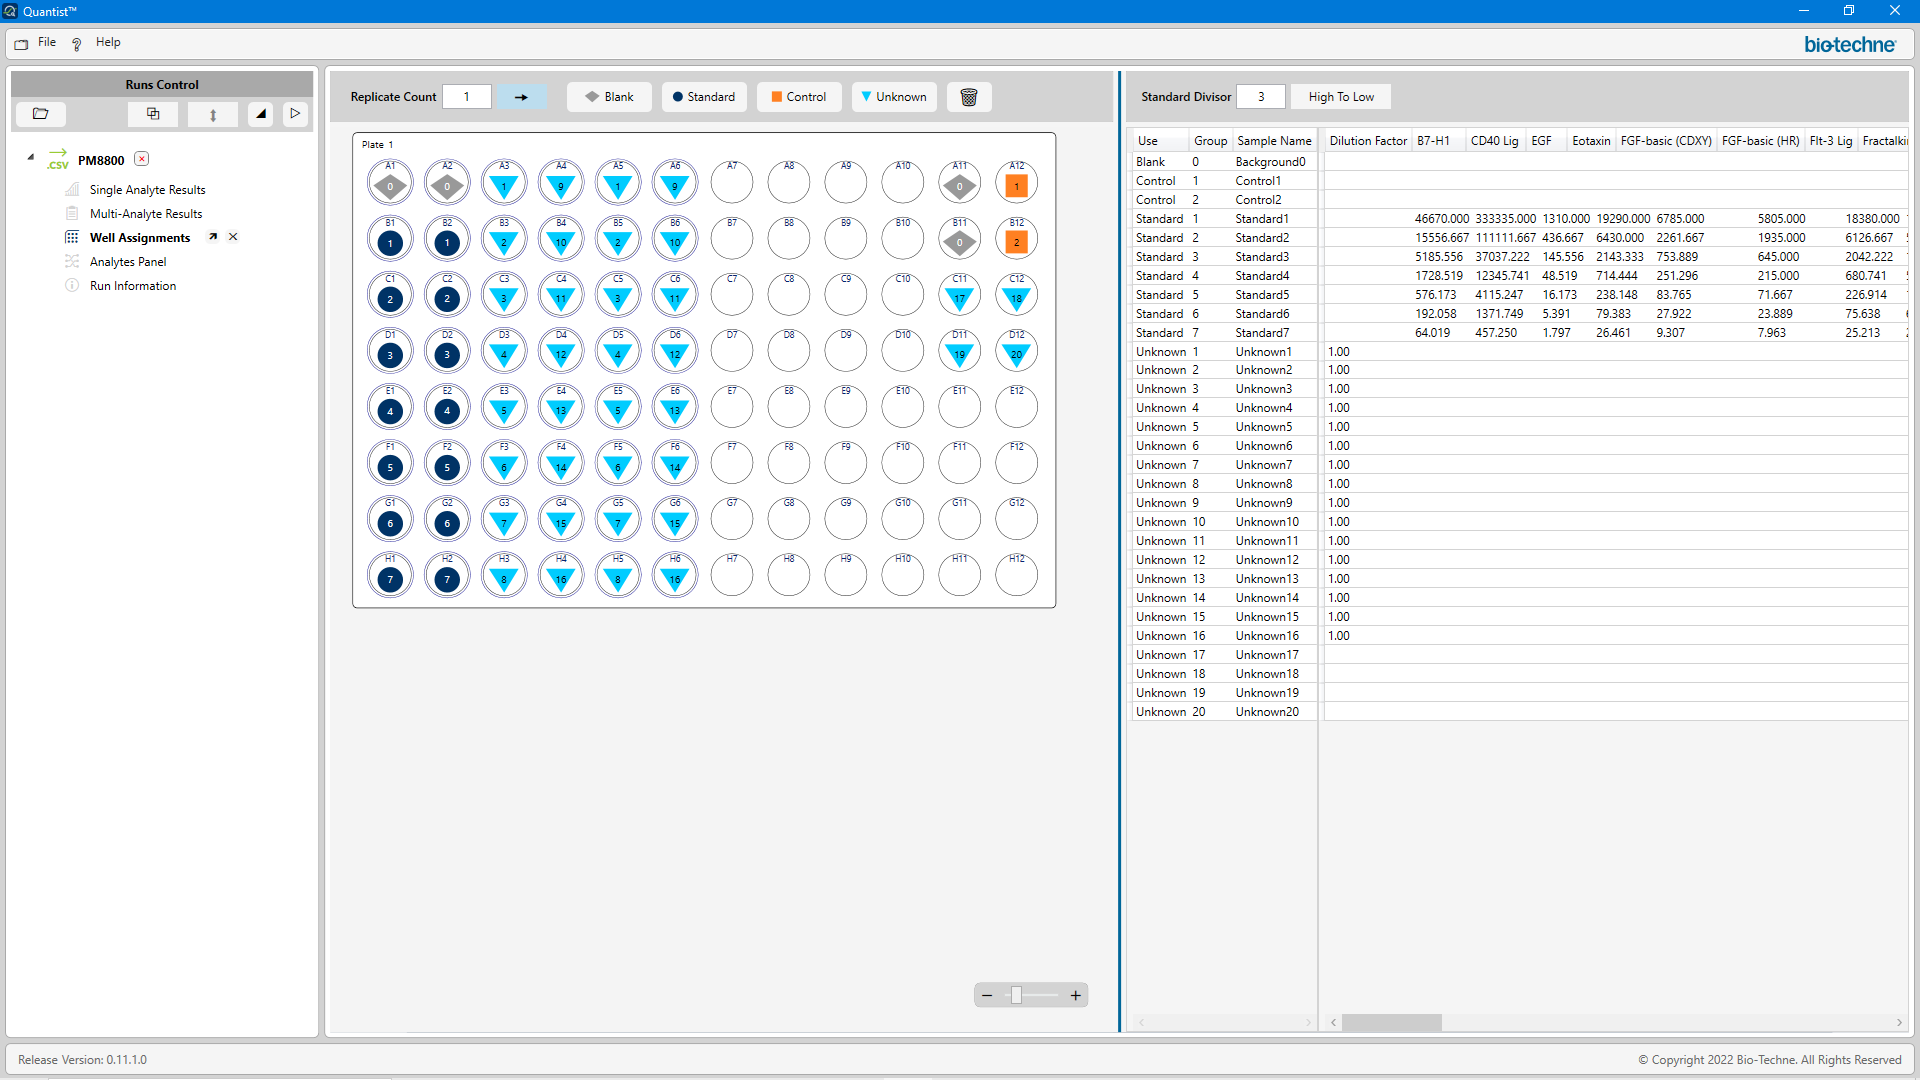 Quantist™
File Help
bio-techne®
Runs Control
PM8800
.CSV
Single Analyte Results
Multi-Analyte Results
Well Assignments
Analytes Panel
Run Information
Replicate Count 1 Blank Standard Control Unknown
Plate 1
A1 A2 A3 A4 A5 A6 A7 A8 A9 A10 A11 A12
0 0 1 9 1 9 0 1
B1 B2 B3 B4 B5 B6 B7 B8 B9 B10 B11 B12
1 1 2 10 2 10 0 2
C1 C2 C3 C4 C5 C6 C7 C8 C9 C10 C11 C12
2 2 3 11 3 11 17 18
D1 D2 D3 D4 D5 D6 D7 D8 D9 D10 D11 D12
3 3 4 12 4 12 19 20
E1 E2 E3 E4 E5 E6 E7 E8 E9 E10 E11 E12
4 4 5 13 5 13
F1 F2 F3 F4 F5 F6 F7 F8 F9 F10 F11 F12
5 5 6 14 6 14
G1 G2 G3 G4 G5 G6 G7 G8 G9 G10 G11 G12
6 6 7 15 7 15
H1 H2 H3 H4 H5 H6 H7 H8 H9 H10 H11 H12
7 7 8 16 8 16
Standard Divisor 3 High To Low
Use Group Sample Name Dilution Factor B7-H1 CD40 Lig EGF Eotaxin FGF-basic (CDXY) FGF-basic (HR) Flt-3 Lig Fractalki
Blank 0 Background0
Control 1 Control1
Control 2 Control2
Standard 1 Standard1 46670.000 333335.000 1310.000 19290.000 6785.000 5805.000 18380.000
Standard 2 Standard2 15556.667 111111.667 436.667 6430.000 2261.667 1935.000 6126.667
Standard 3 Standard3 5185.556 37037.222 145.556 2143.333 753.889 645.000 2042.222
Standard 4 Standard4 1728.519 12345.741 48.519 714.444 251.296 215.000 680.741
Standard 5 Standard5 576.173 4115.247 16.173 238.148 83.765 71.667 226.914
Standard 6 Standard6 192.058 1371.749 5.391 79.383 27.922 23.889 75.638
Standard 7 Standard7 64.019 457.250 1.797 26.461 9.307 7.963 25.213
Unknown 1 Unknown1 1.00
Unknown 2 Unknown2 1.00
Unknown 3 Unknown3 1.00
Unknown 4 Unknown4 1.00
Unknown 5 Unknown5 1.00
Unknown 6 Unknown6 1.00
Unknown 7 Unknown7 1.00
Unknown 8 Unknown8 1.00
Unknown 9 Unknown9 1.00
Unknown 10 Unknown10 1.00
Unknown 11 Unknown11 1.00
Unknown 12 Unknown12 1.00
Unknown 13 Unknown13 1.00
Unknown 14 Unknown14 1.00
Unknown 15 Unknown15 1.00
Unknown 16 Unknown16 1.00
Unknown 17 Unknown17
Unknown 18 Unknown18
Unknown 19 Unknown19
Unknown 20 Unknown20
Release Version: 0.11.1.0
© Copyright 2022 Bio-Techne. All Rights Reserved